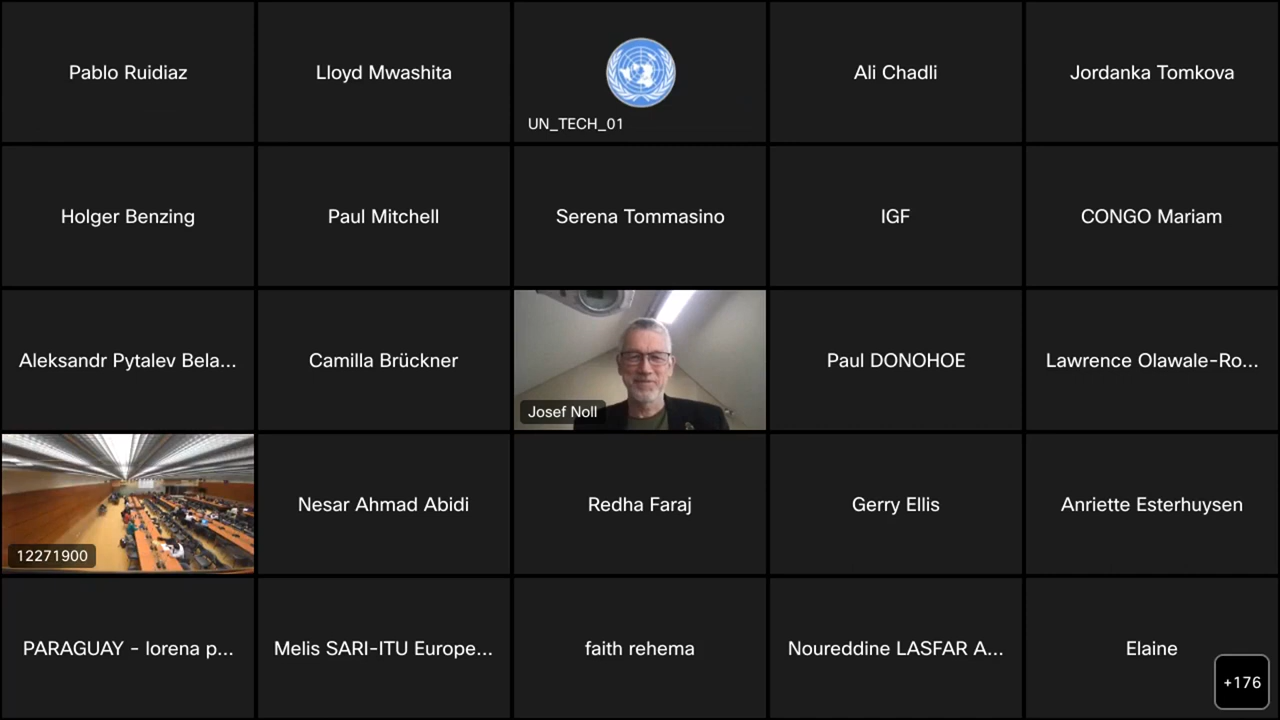 Pablo Ruidiaz
Lloyd Mwashita
UN_TECH_01
Ali Chadli
Jordanka Tomkova
Holger Benzing
Paul Mitchell
Serena Tommasino
IGF
CONGO Mariam
Aleksandr Pytalev Bela...
Camilla Brückner
Josef Noll
Paul DONOHOE
Lawrence Olawale-Ro...
12271900
Nesar Ahmad Abidi
Redha Faraj
Gerry Ellis
Anriette Esterhuysen
PARAGUAY - lorena p...
Melis SARI-ITU Europe...
faith rehema
Noureddine LASFAR A...
Elaine
+176